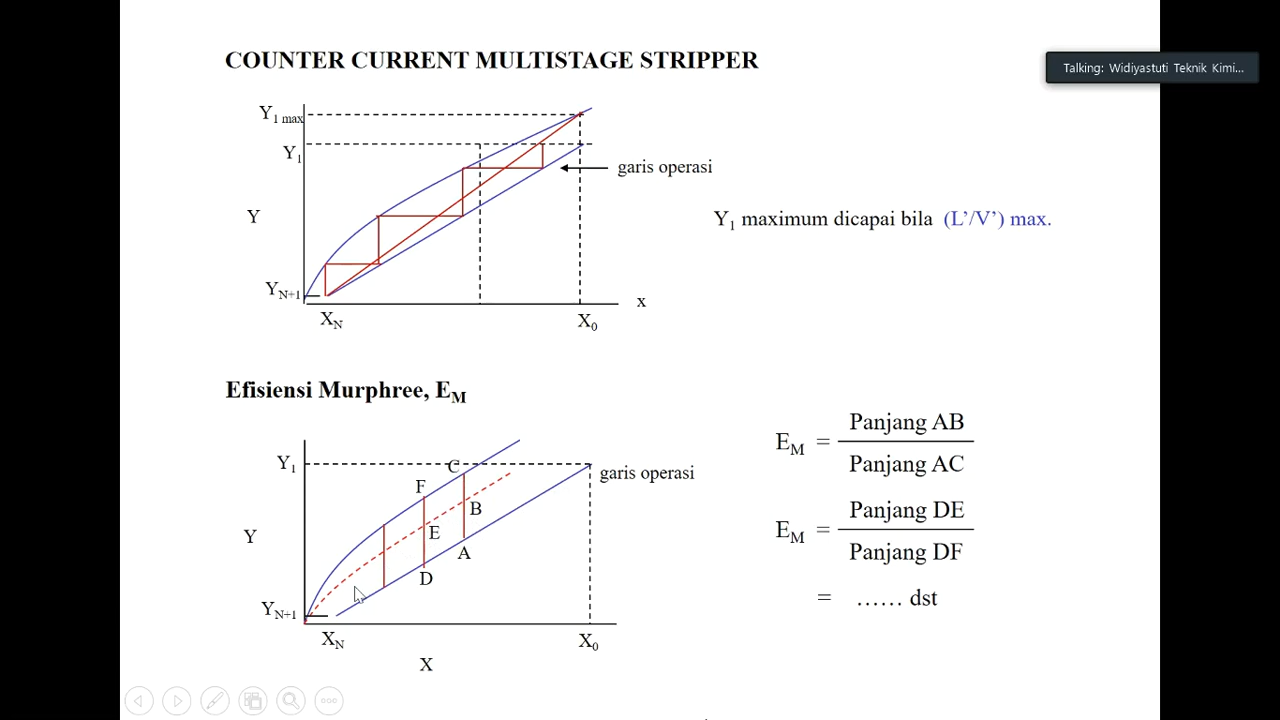 COUNTER CURRENT MULTISTAGE STRIPPER
Talking: Widiyastuti Teknik Kimi...
Y1 max
Y1
garis operasi
Y
Y1 maximum dicapai bila (L'/V') max.
YN+1
x
XN
X0
Efisiensi Murphree, EM
EM = Panjang AB
Panjang AC
Y1
C
garis operasi
F
B
EM = Panjang DE
Panjang DF
Y
E
A
D
= …… dst
YN+1
XN
X0
X